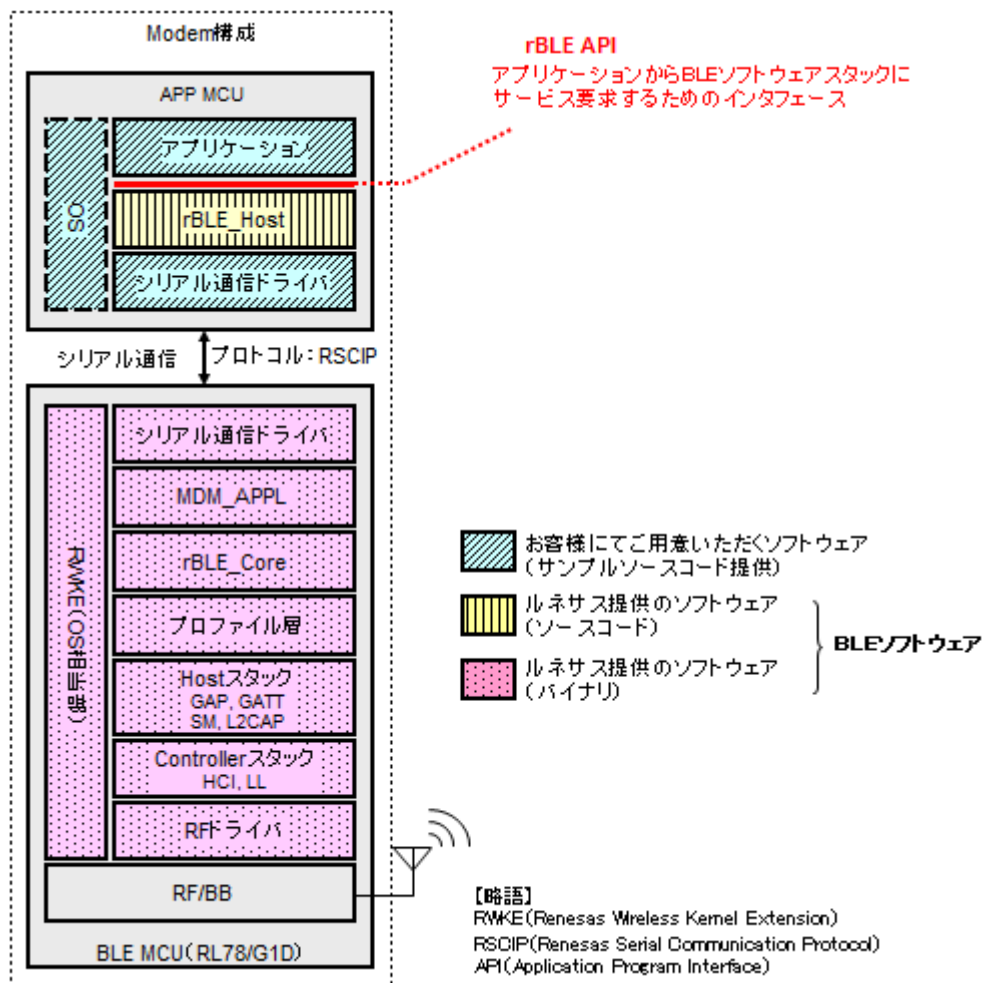 Modem構成
rBLE API
アプリケーションからBLEソフトウェアスタックに
サービス要求するためのインタフェース
APP MCU
OS
アプリケーション
rBLE_Host
シリアル通信ドライバ
シリアル通信
プロトコル：RSCIP
RWKE(OS相当部)
シリアル通信ドライバ
MDM_APPL
rBLE_Core
プロファイル層
Hostスタック
GAP, GATT
SM, L2CAP
Controllerスタック
HCI, LL
RFドライバ
RF/BB
BLE MCU(RL78/G1D)
お客様にてご用意いただくソフトウェア
(サンプルソースコード提供)
ルネサス提供のソフトウェア
(ソースコード)
ルネサス提供のソフトウェア
(バイナリ)
BLEソフトウェア
【略語】
RWKE(Renesas Wireless Kernel Extension)
RSCIP(Renesas Serial Communication Protocol)
API(Application Program Interface)